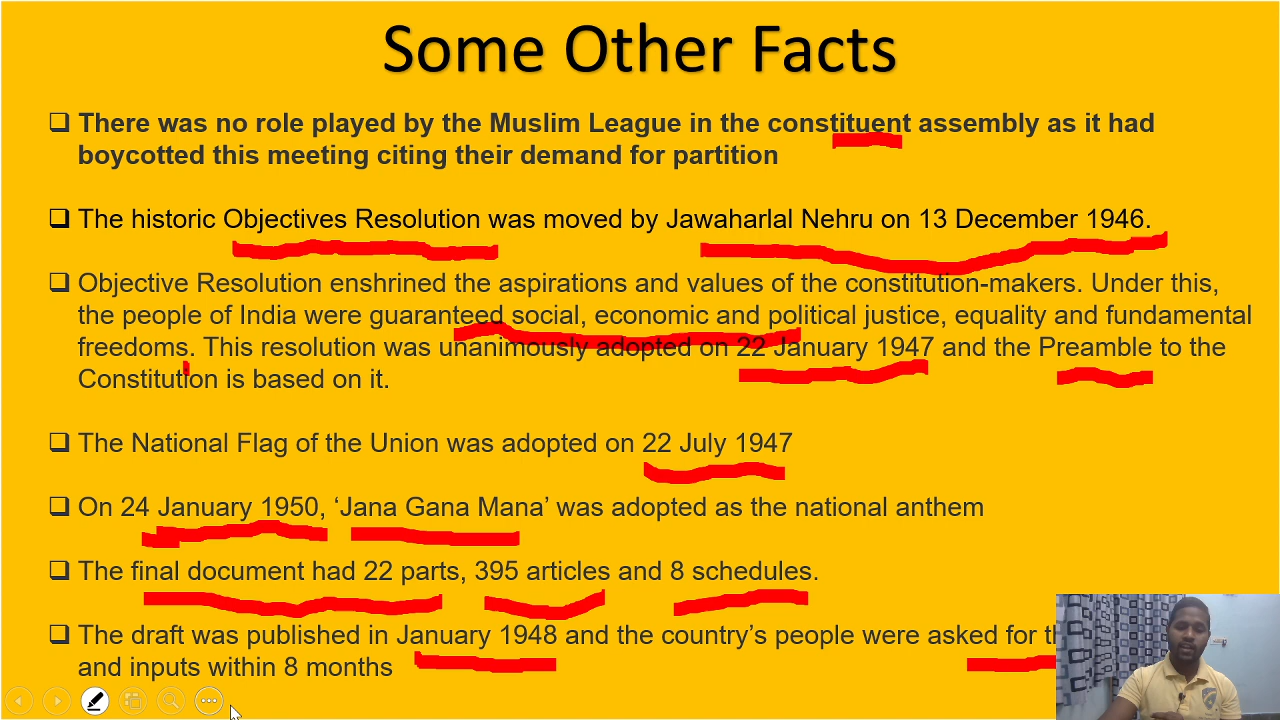 Some Other Facts
❑ There was no role played by the Muslim League in the constituent assembly as it had
boycotted this meeting citing their demand for partition
❑ The historic Objectives Resolution was moved by Jawaharlal Nehru on 13 December 1946.
❑ Objective Resolution enshrined the aspirations and values of the constitution-makers. Under this,
the people of India were guaranteed social, economic and political justice, equality and fundamental
freedoms. This resolution was unanimously adopted on 22 January 1947 and the Preamble to the
Constitution is based on it.
❑ The National Flag of the Union was adopted on 22 July 1947
❑ On 24 January 1950, ‘Jana Gana Mana’ was adopted as the national anthem
❑ The final document had 22 parts, 395 articles and 8 schedules.
❑ The draft was published in January 1948 and the country’s people were asked for
and inputs within 8 months